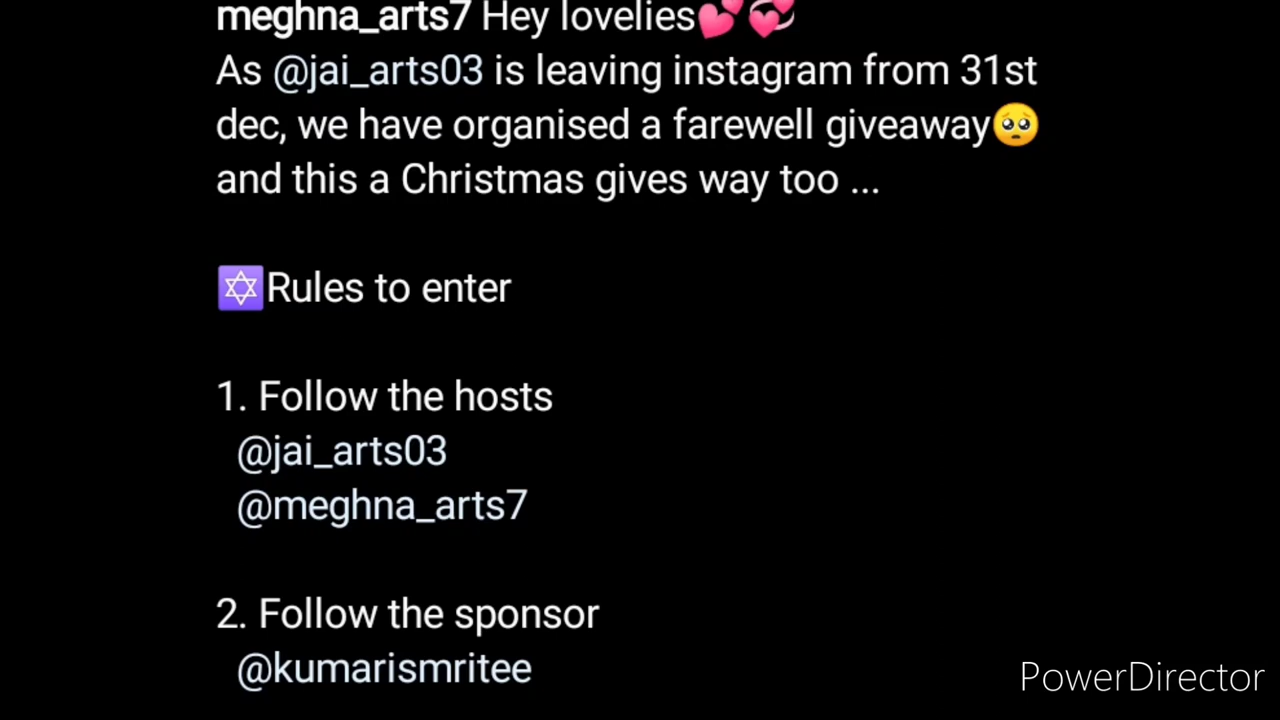 meghna_arts7 Hey lovelies💕💞
As @jai_arts03 is leaving instagram from 31st
dec, we have organised a farewell giveaway🥺
and this a Christmas gives way too ...
🔯Rules to enter
1. Follow the hosts
@jai_arts03
@meghna_arts7
2. Follow the sponsor
@kumarismritee
PowerDirector